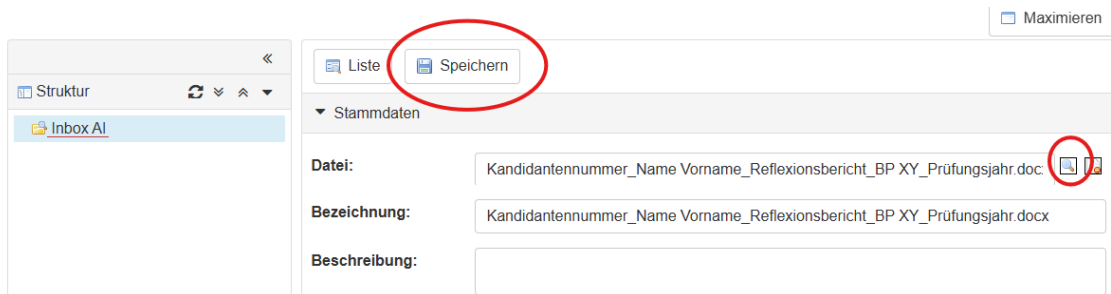 Maximieren
«
Liste
Speichern
Struktur
Stammdaten
Inbox AI
Datei:
Kandidantennummer_Name Vorname_Reflexionsbericht_BP XY_Prüfungsjahr.doc
Bezeichnung:
Kandidantennummer_Name Vorname_Reflexionsbericht_BP XY_Prüfungsjahr.docx
Beschreibung: